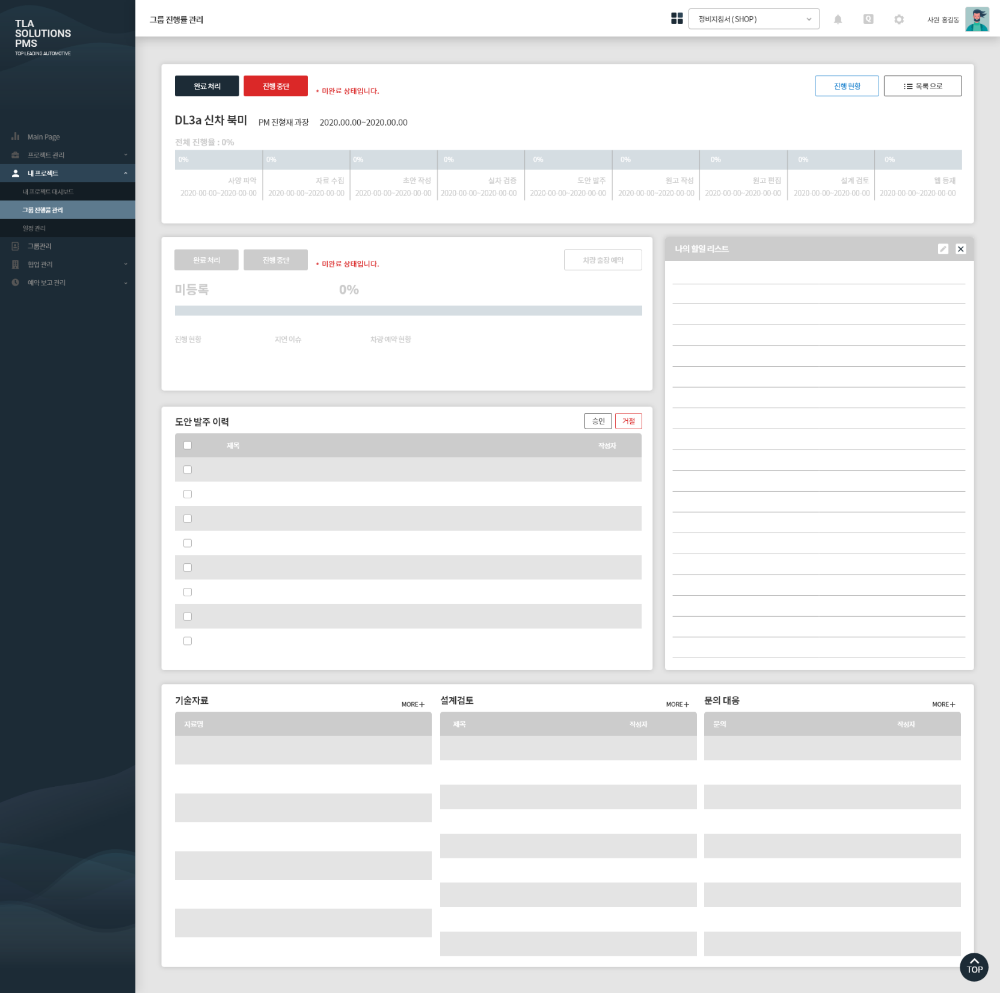 TLA
SOLUTIONS
PMS
TOP LEADING AUTOMOTIVE
Main Page
프로젝트 관리
내 프로젝트
내 프로젝트 대시보드
그룹 진행률 관리
일정 관리
그룹관리
협업 관리
예약 보고 관리
그룹 진행률 관리
정비지침서 ( SHOP )
Q
사원 홍길동
완료 처리
진행 중단
* 미완료 상태입니다.
진행 현황
목록 으로
DL3a 신차 북미 PM 진형재 과장 2020.00.00~2020.00.00
전체 진행율 : 0%
0% 0% 0% 0% 0% 0% 0% 0% 0%
사양 파악 자료 수집 초안 작성 실차 검증 도안 발주 원고 작성 원고 편집 설계 검토 웹 등재
2020-00-00~2020-00-00 2020-00-00~2020-00-00 2020-00-00~2020-00-00 2020-00-00~2020-00-00 2020-00-00~2020-00-00 2020-00-00~2020-00-00 2020-00-00~2020-00-00 2020-00-00~2020-00-00 2020-00-00~2020-00-00
완료 처리
진행 중단
* 미완료 상태입니다.
차량 출장 예약
미등록 0%
진행 현황 지연 이슈 차량 예약 현황
나의 할일 리스트
도안 발주 이력
승인
거절
제목 작성자
기술자료 MORE+
자료명
설계검토 MORE+
제목 작성자
문의 대응 MORE+
문의 작성자
TOP